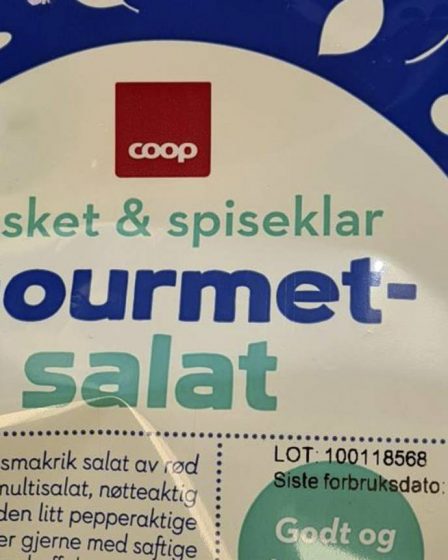 coop
sket & spiseklar
ourmet-
salat
smakrik salat av rød
multisalat, nøtteaktig
den litt pepperaktige
er gjerne med saftige
LOT: 100118568
Siste forbruksdato:
Godt og